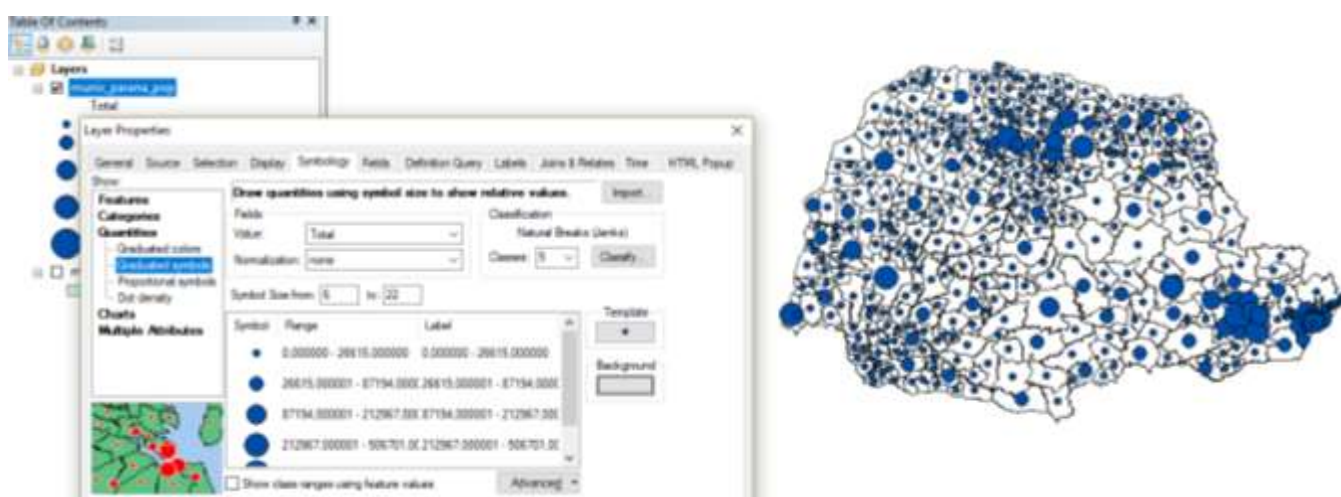 Table Of Contents
Layers
munic_parana_pop
Total
Layer Properties
General Source Selection Display Symbology Fields Definition Query Labels Joins & Relates Time HTML Popup
Show:
Features
Categories
Quantities
Graduated colors
Graduated symbols
Proportional symbols
Dot density
Charts
Multiple Attributes
Draw quantities using symbol size to show relative values.
Import...
Fields
Value: Total
Normalization: none
Classification
Natural Breaks (Jenks)
Classes: 5 Classify...
Symbol Size from: 6 to: 22
Symbol Range Label
0.000000 - 26615.000000 0.000000 - 26615.000000
26615.000001 - 87194.000( 26615.000001 - 87194.000(
87194.000001 - 212967.00( 87194.000001 - 212967.00(
212967.000001 - 506701.0( 212967.000001 - 506701.0(
Template
Background
Show class ranges using feature values
Advanced